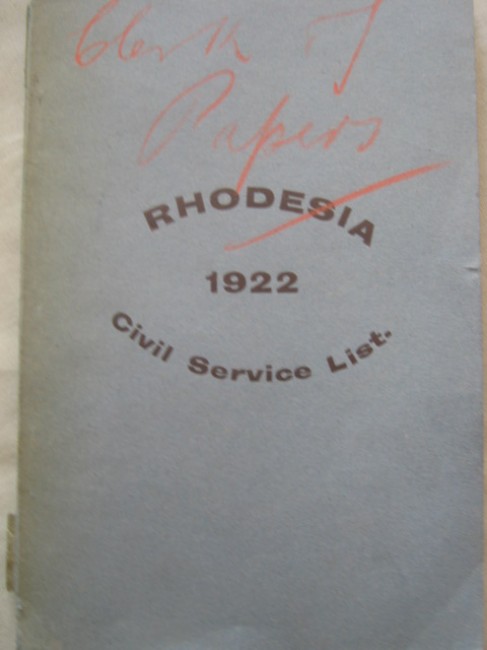 Clerk of
Papers
RHODESIA
1922
Civil Service List.